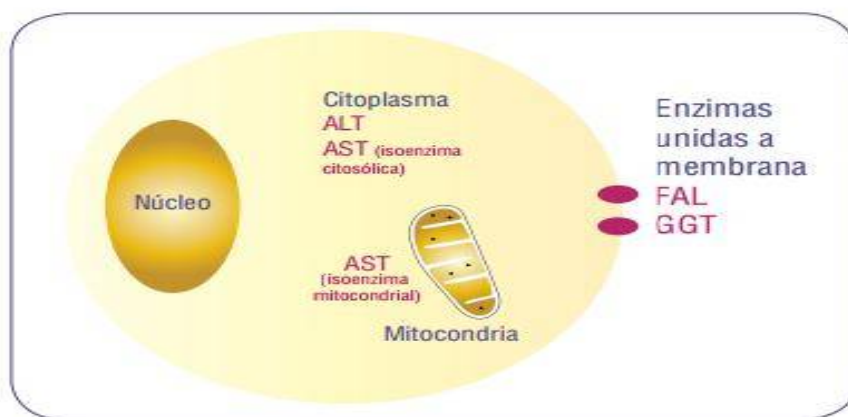 Citoplasma
ALT
AST (isoenzima
citosólica)
Núcleo
AST
(isoenzima
mitocondrial)
Mitocondria
Enzimas
unidas a
membrana
FAL
GGT